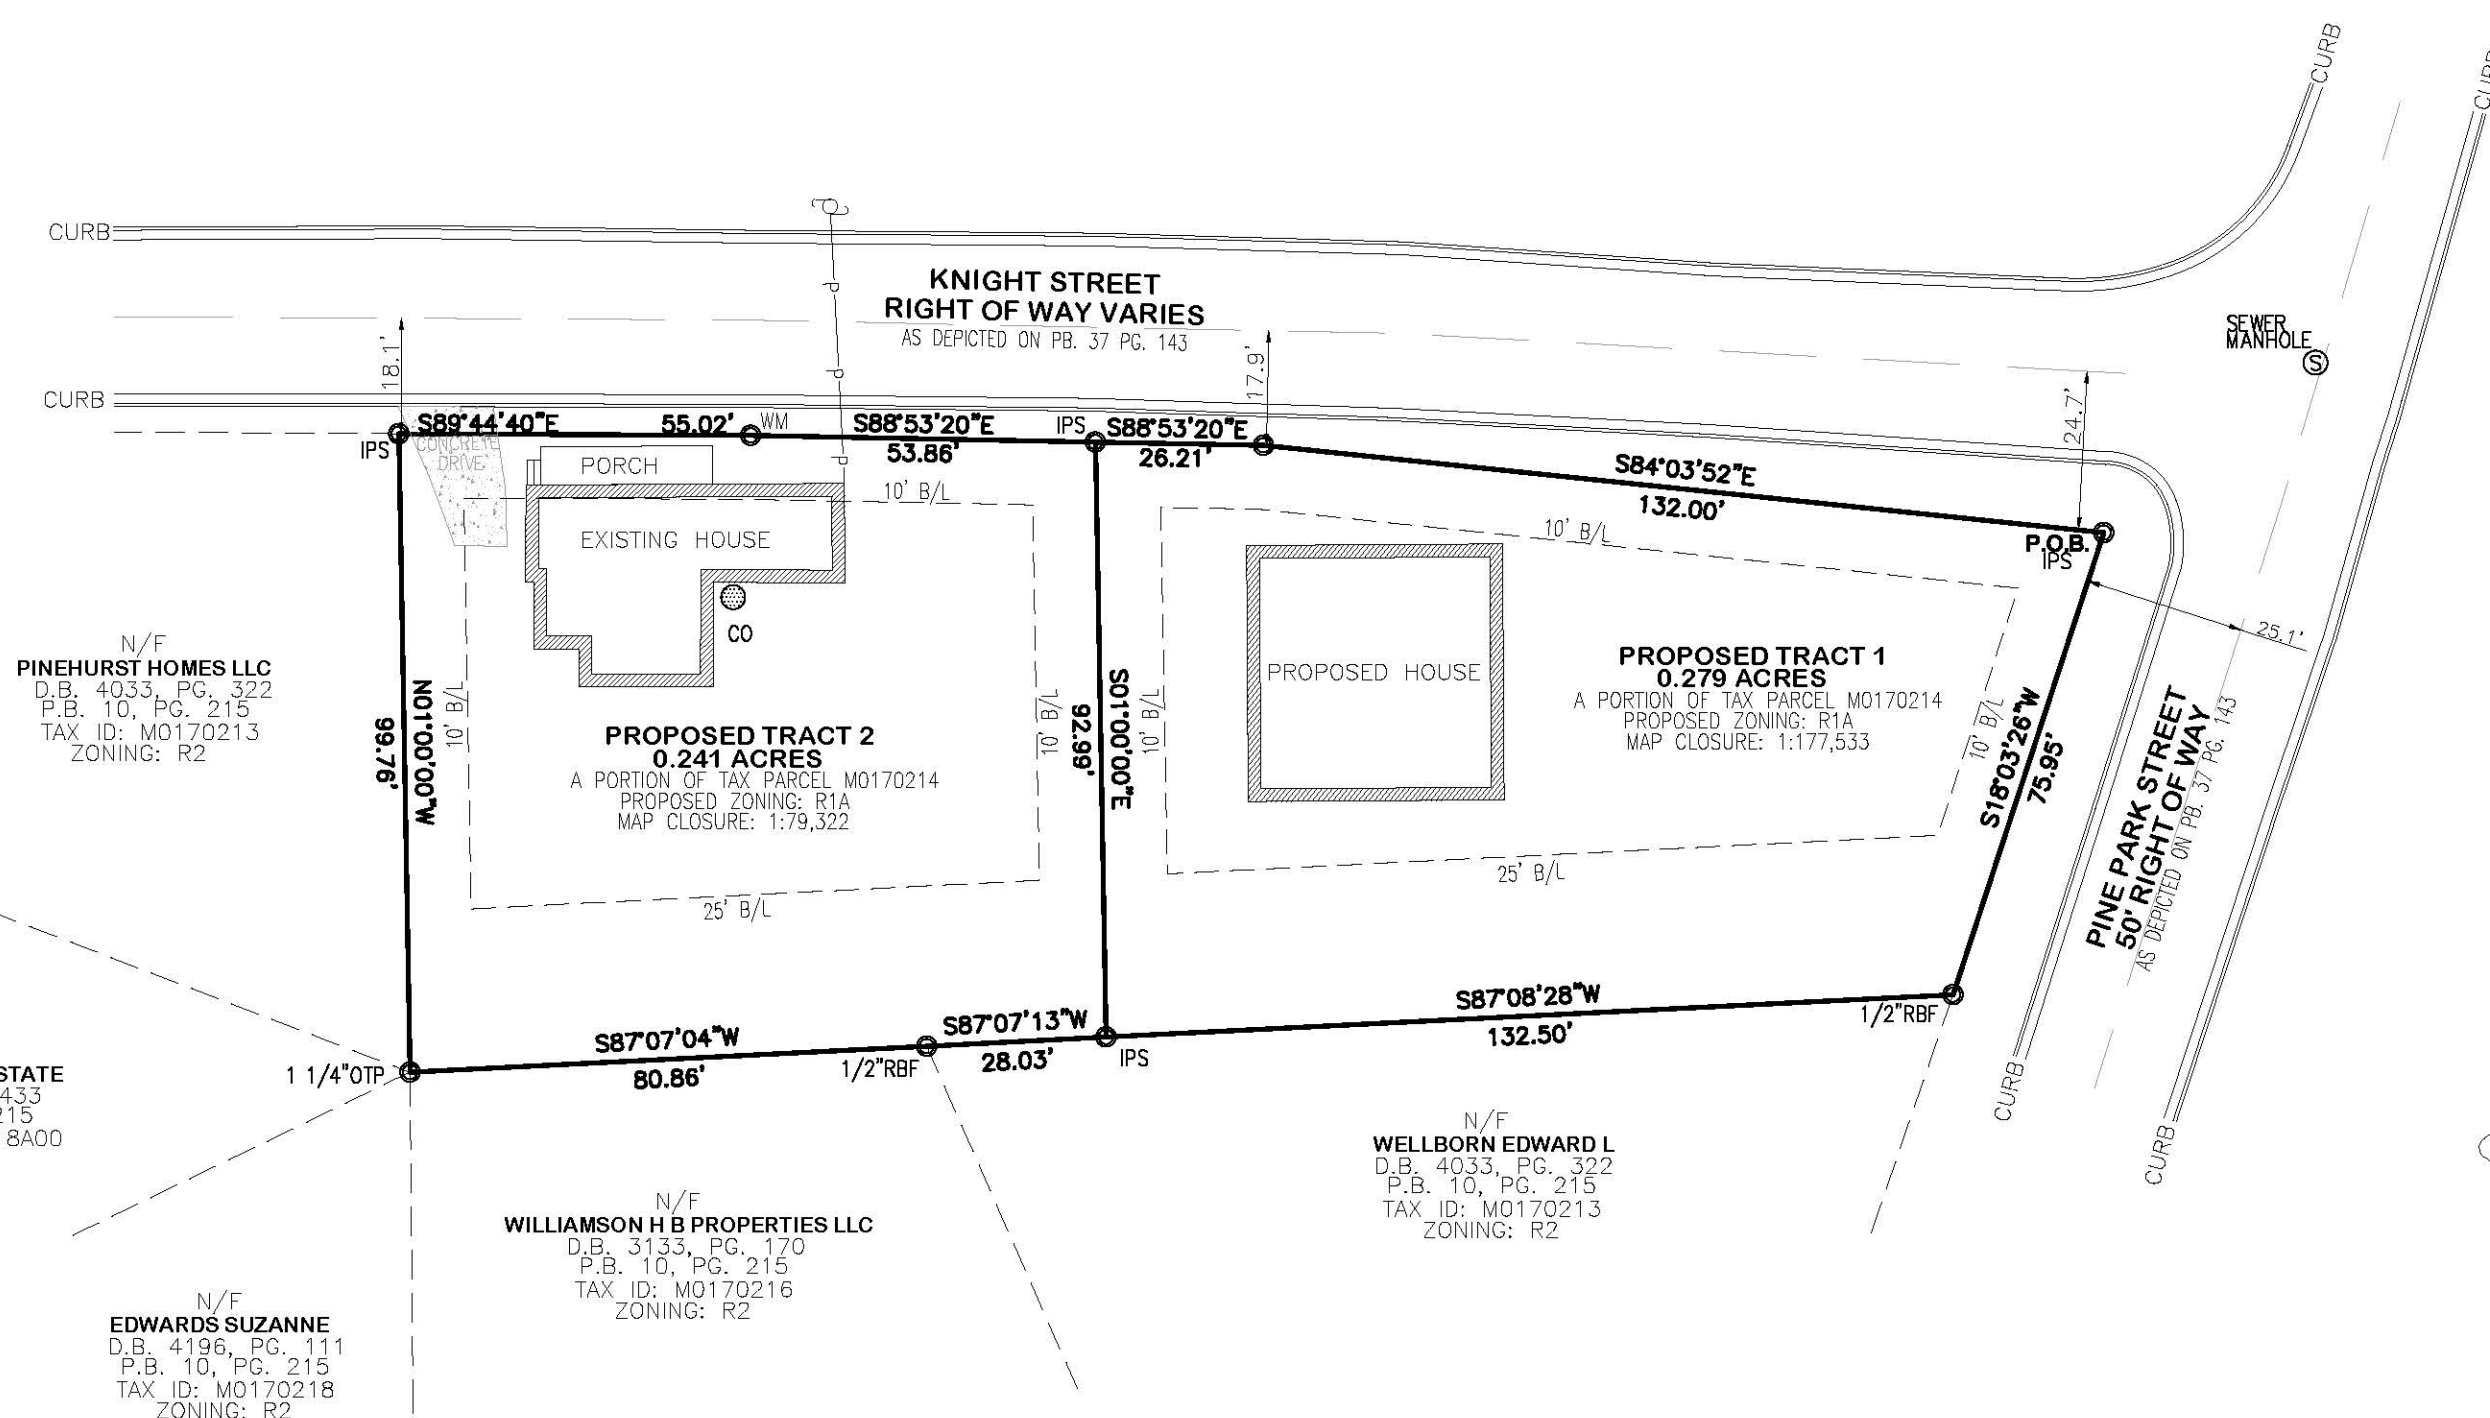 CURB
CURB
CURB
CURB
KNIGHT STREET
RIGHT OF WAY VARIES
AS DEPICTED ON PB. 37 PG. 143
SEWER
MANHOLE
S
18.1'
17.9'
24.7'
P
P
P
S89°44'40"E
55.02'
WM
S88°53'20"E
53.86'
IPS
S88°53'20"E
26.21'
S84°03'52"E
132.00'
IPS
CONCRETE
DRIVE
PORCH
10' B/L
10' B/L
P.O.B.
IPS
EXISTING HOUSE
CO
25.1'
N/F
PINEHURST HOMES LLC
D.B. 4033, PG. 322
P.B. 10, PG. 215
TAX ID: M0170213
ZONING: R2
N01°00'00"W
99.76'
10' B/L
PROPOSED TRACT 2
0.241 ACRES
A PORTION OF TAX PARCEL M0170214
PROPOSED ZONING: R1A
MAP CLOSURE: 1:79,322
10' B/L
S01°00'00"E
92.99'
10' B/L
PROPOSED HOUSE
PROPOSED TRACT 1
0.279 ACRES
A PORTION OF TAX PARCEL M0170214
PROPOSED ZONING: R1A
MAP CLOSURE: 1:177,533
10' B/L
S18°03'26"W
75.95'
PINE PARK STREET
50' RIGHT OF WAY
AS DEPICTED ON PB. 37 PG. 143
25' B/L
25' B/L
1 1/4"OTP
S87°07'04"W
80.86'
1/2"RBF
S87°07'13"W
28.03'
IPS
S87°08'28"W
132.50'
1/2"RBF
CURB
CURB
STATE
433
215
8A00
N/F
WELLBORN EDWARD L
D.B. 4033, PG. 322
P.B. 10, PG. 215
TAX ID: M0170213
ZONING: R2
N/F
WILLIAMSON H B PROPERTIES LLC
D.B. 3133, PG. 170
P.B. 10, PG. 215
TAX ID: M0170216
ZONING: R2
N/F
EDWARDS SUZANNE
D.B. 4196, PG. 111
P.B. 10, PG. 215
TAX ID: M0170218
ZONING: R2